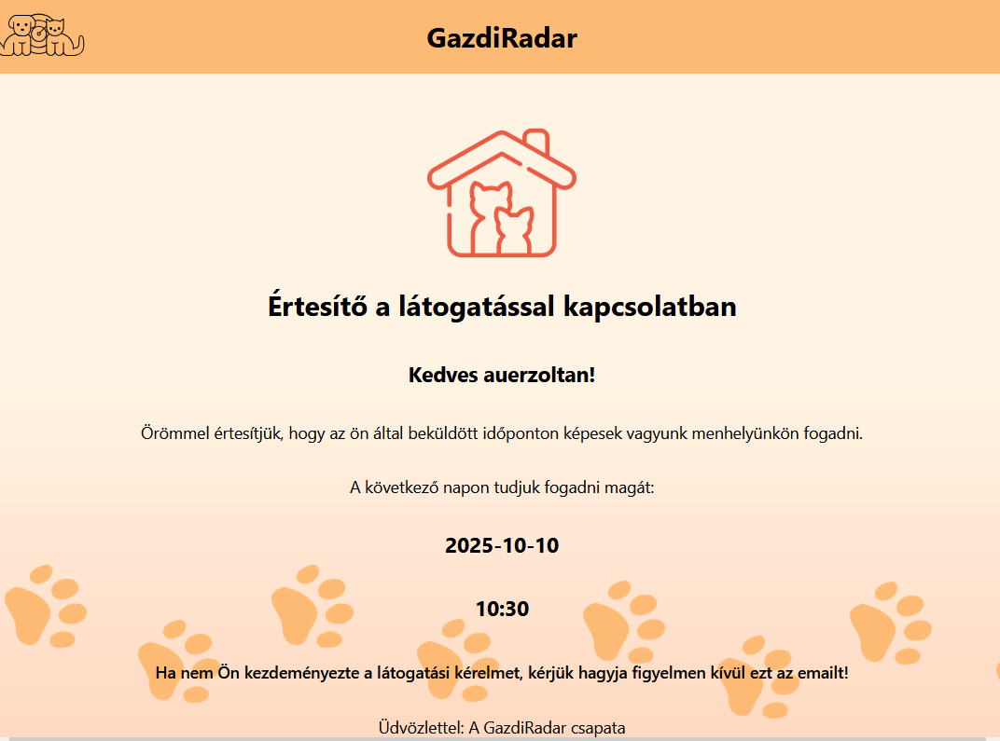 GazdiRadar
Értesítő a látogatással kapcsolatban
Kedves auerzoltan!
Örömmel értesítjük, hogy az ön által beküldött időponton képesek vagyunk menhelyünkön fogadni.
A következő napon tudjuk fogadni magát:
2025-10-10
10:30
Ha nem Ön kezdeményezte a látogatási kérelmet, kérjük hagyja figyelmen kívül ezt az emailt!
Üdvözlettel: A GazdiRadar csapata